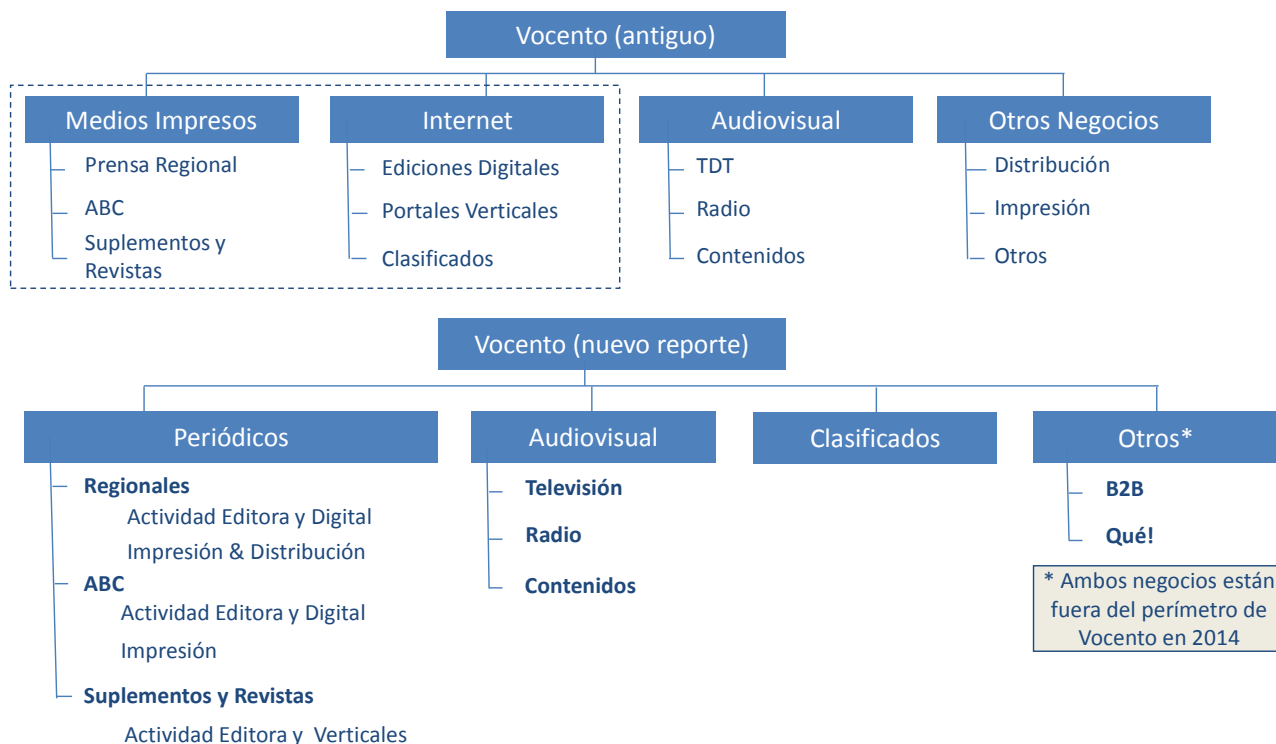 Vocento (antiguo)
Medios Impresos
Prensa Regional
ABC
Suplementos y
Revistas
Internet
Ediciones Digitales
Portales Verticales
Clasificados
Audiovisual
TDT
Radio
Contenidos
Otros Negocios
Distribución
Impresión
Otros
Vocento (nuevo reporte)
Periódicos
Regionales
Actividad Editora y Digital
Impresión & Distribución
ABC
Actividad Editora y Digital
Impresión
Suplementos y Revistas
Actividad Editora y Verticales
Audiovisual
Televisión
Radio
Contenidos
Clasificados
Otros*
B2B
Qué!
* Ambos negocios están
fuera del perímetro de
Vocento en 2014